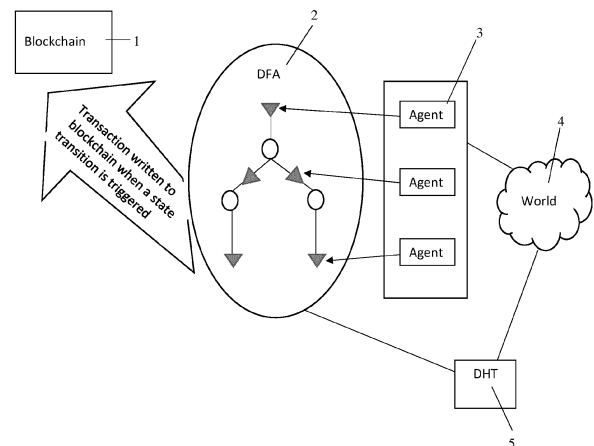 Blockchain
1
2
3
DFA
Agent
4
Transaction written to
blockchain when a state
transition is triggered
Agent
World
Agent
DHT
5